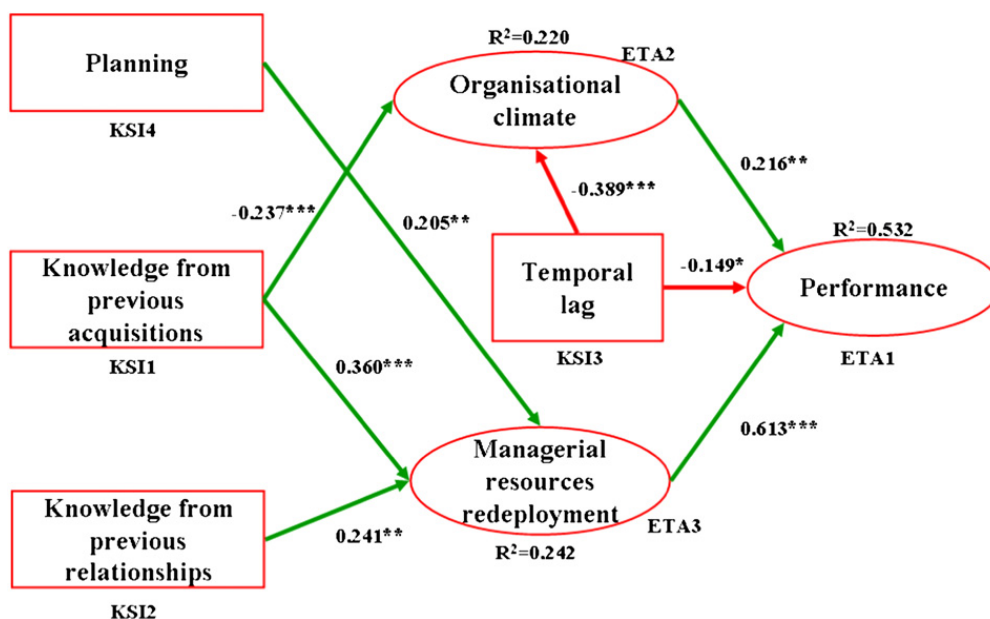 R²=0.220
ETA2
Planning
Organisational
climate
KSI4
0.216**
-0.389***
-0.237***
0.205**
R²=0.532
Knowledge from
previous
acquisitions
Temporal
lag
-0.149*
Performance
KSI1
KSI3
ETA1
0.360***
0.613***
Managerial
resources
redeployment
Knowledge from
previous
relationships
0.241**
ETA3
R²=0.242
KSI2